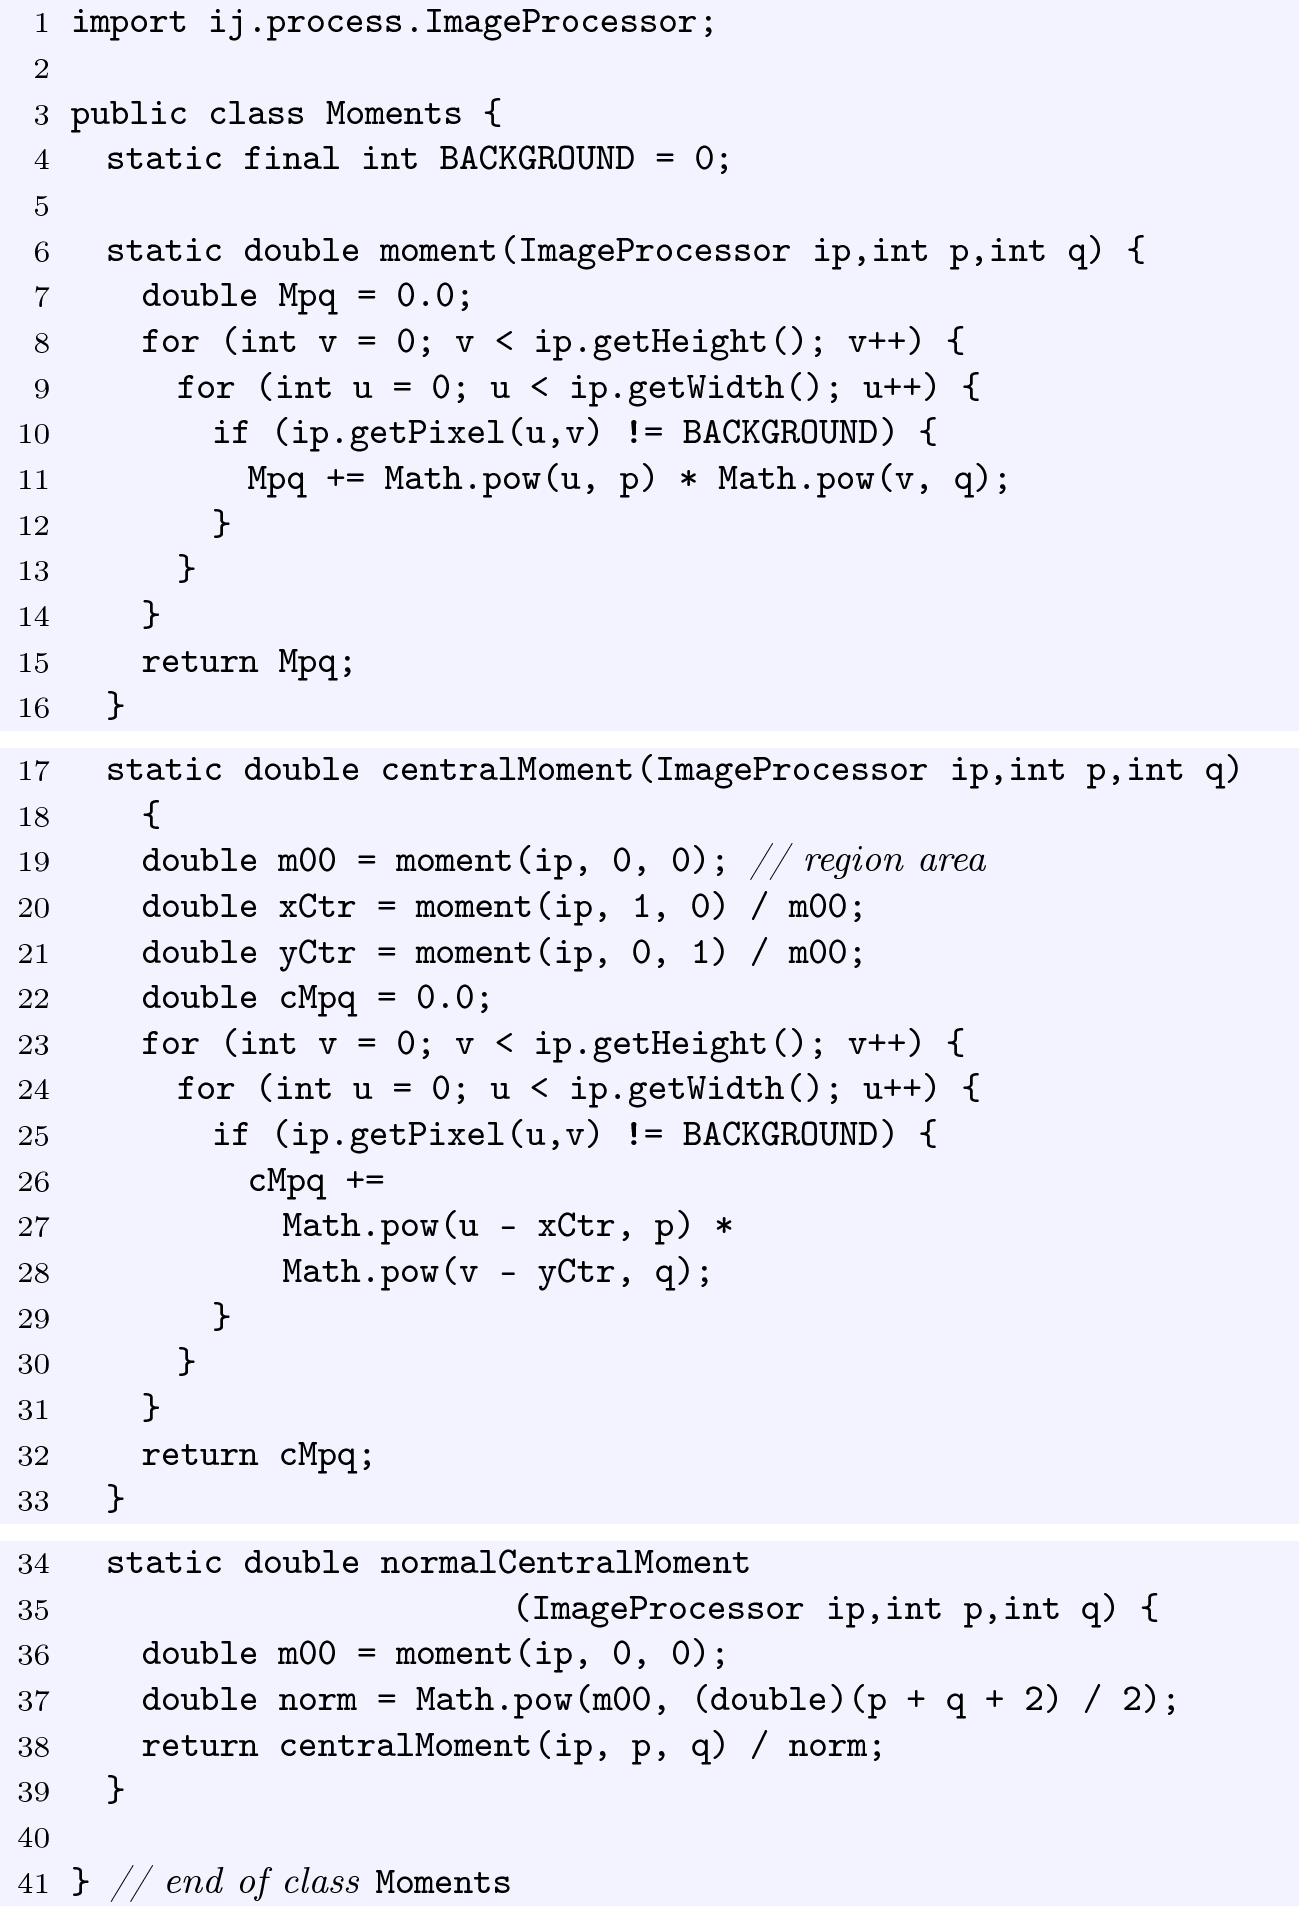 1 import ij.process.ImageProcessor;
2
3 public class Moments {
4   static final int BACKGROUND = 0;
5
6   static double moment(ImageProcessor ip,int p,int q) {
7     double Mpq = 0.0;
8     for (int v = 0; v < ip.getHeight(); v++) {
9       for (int u = 0; u < ip.getWidth(); u++) {
10         if (ip.getPixel(u,v) != BACKGROUND) {
11           Mpq += Math.pow(u, p) * Math.pow(v, q);
12         }
13       }
14     }
15     return Mpq;
16   }
17   static double centralMoment(ImageProcessor ip,int p,int q)
18     {
19     double m00 = moment(ip, 0, 0); // region area
20     double xCtr = moment(ip, 1, 0) / m00;
21     double yCtr = moment(ip, 0, 1) / m00;
22     double cMpq = 0.0;
23     for (int v = 0; v < ip.getHeight(); v++) {
24       for (int u = 0; u < ip.getWidth(); u++) {
25         if (ip.getPixel(u,v) != BACKGROUND) {
26           cMpq +=
27             Math.pow(u - xCtr, p) *
28             Math.pow(v - yCtr, q);
29         }
30       }
31     }
32     return cMpq;
33   }
34   static double normalCentralMoment
35                       (ImageProcessor ip,int p,int q) {
36     double m00 = moment(ip, 0, 0);
37     double norm = Math.pow(m00, (double)(p + q + 2) / 2);
38     return centralMoment(ip, p, q) / norm;
39   }
40
41 } // end of class Moments